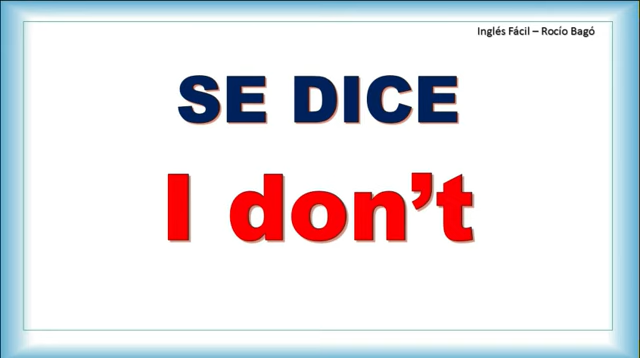 Inglés Fácil – Rocío Bagó
SE DICE
I don’t